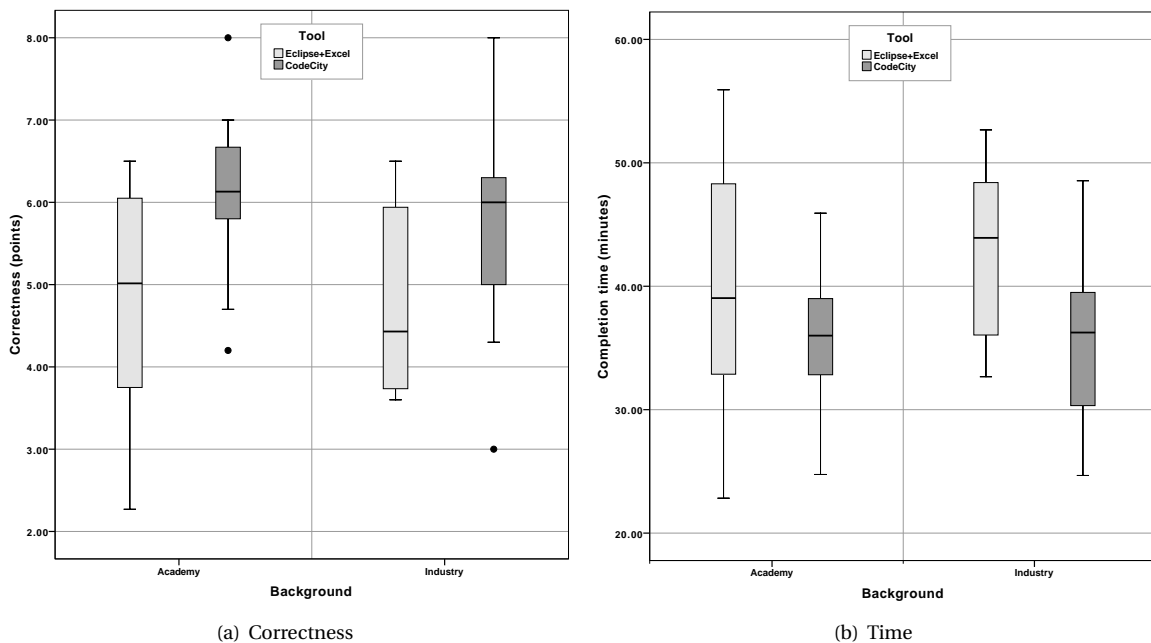 Tool
Eclipse+Excel
CodeCity
8.00
7.00
6.00
5.00
4.00
3.00
2.00
Correctness (points)
Academy
Industry
Background
(a) Correctness
Tool
Eclipse+Excel
CodeCity
60.00
50.00
40.00
30.00
20.00
Completion time (minutes)
Academy
Industry
Background
(b) Time